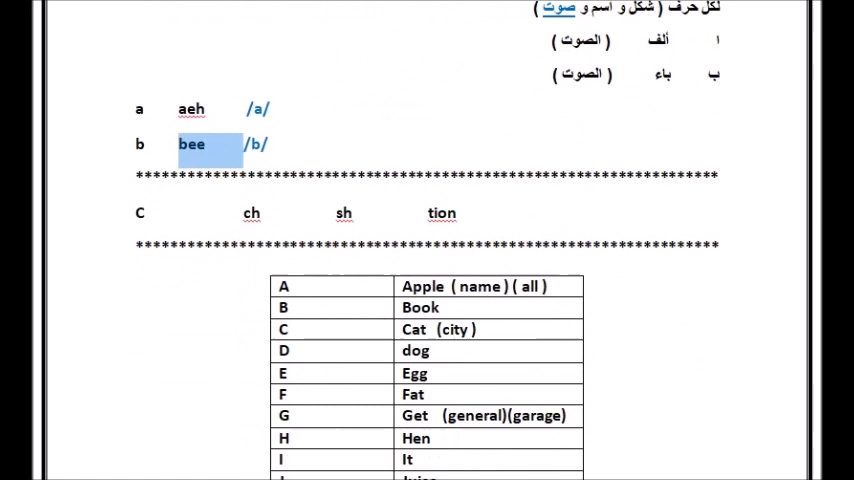 لكل حرف ( شكل و اسم و صوت )
ا ألف ( الصوت )
ب باء ( الصوت )
a aeh /a/
b bee /b/
*****************************************************************************
C ch sh tion
*****************************************************************************
A Apple ( name ) ( all )
B Book
C Cat (city )
D dog
E Egg
F Fat
G Get (general)(garage)
H Hen
I It